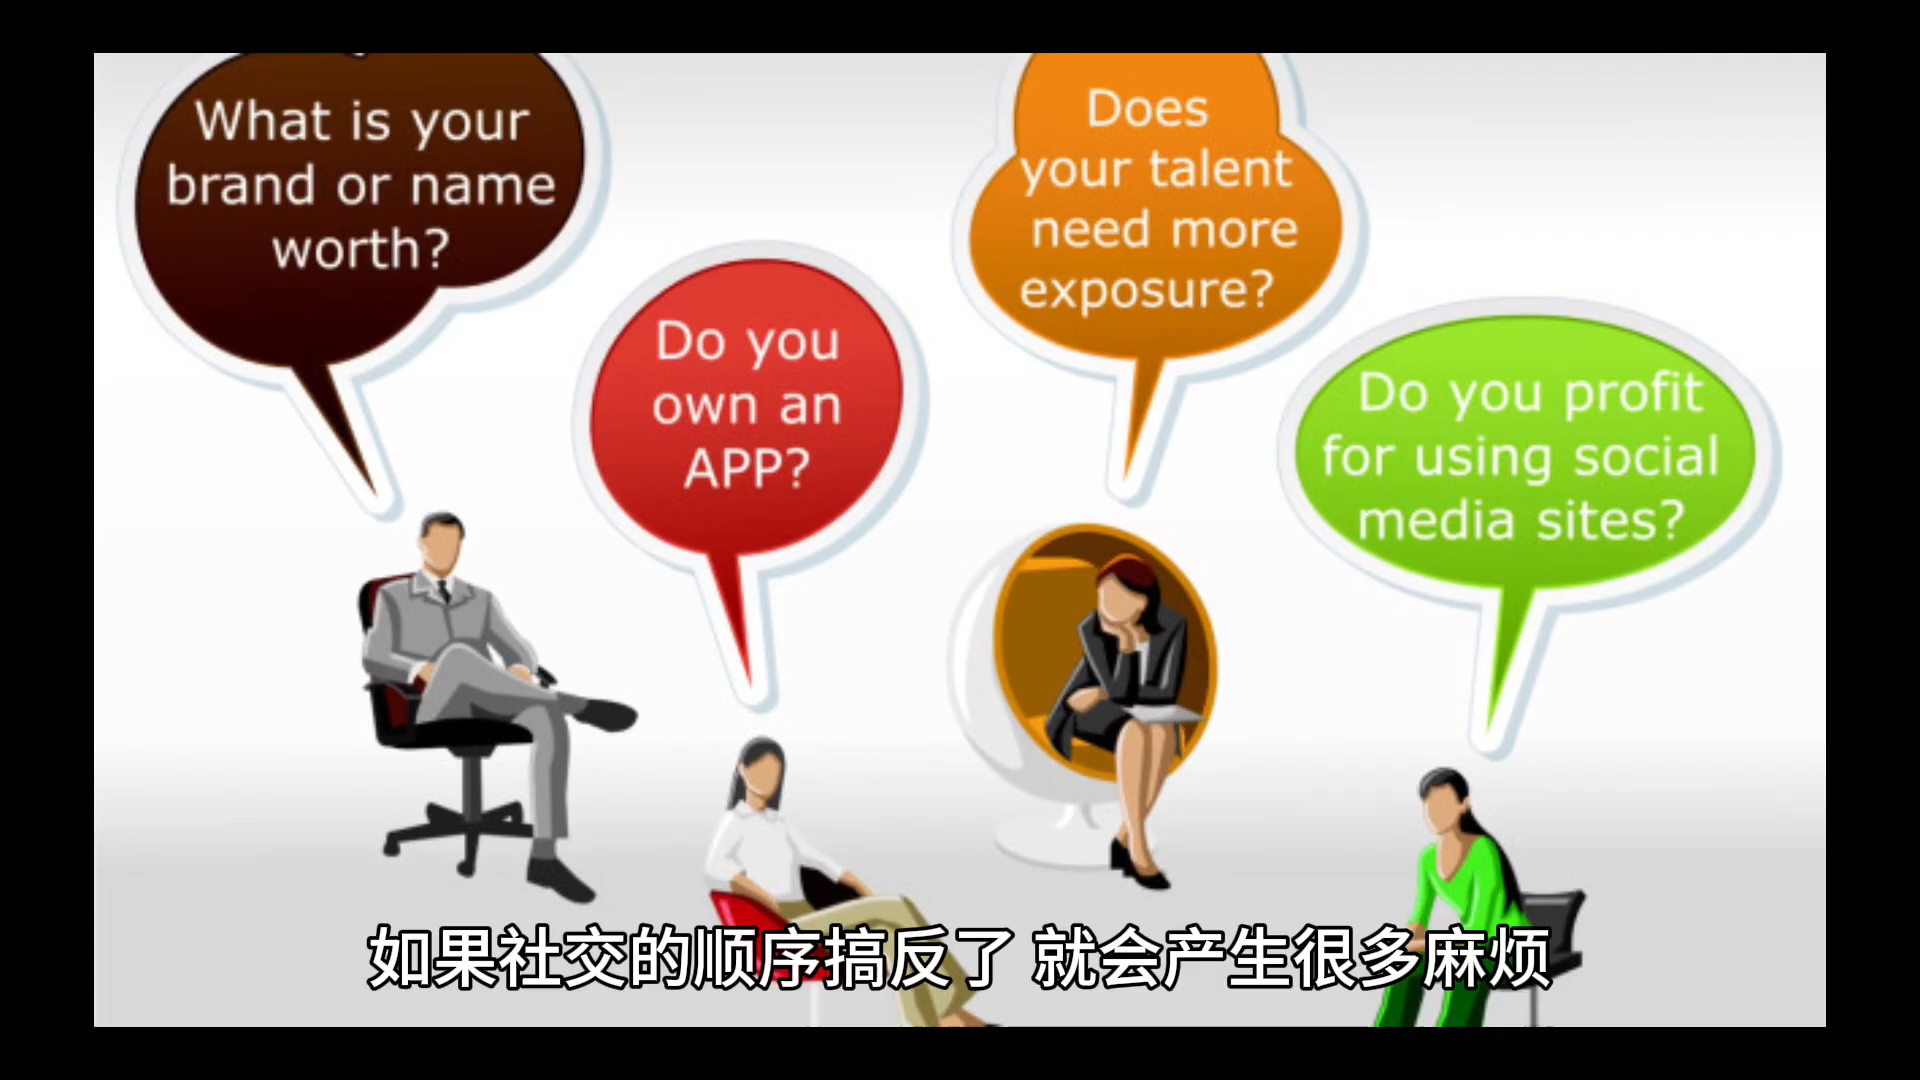 What is your
brand or name
worth?
Do you
own an
APP?
Does
your talent
need more
exposure?
Do you profit
for using social
media sites?
如果社交的顺序搞反了 就会产生很多麻烦